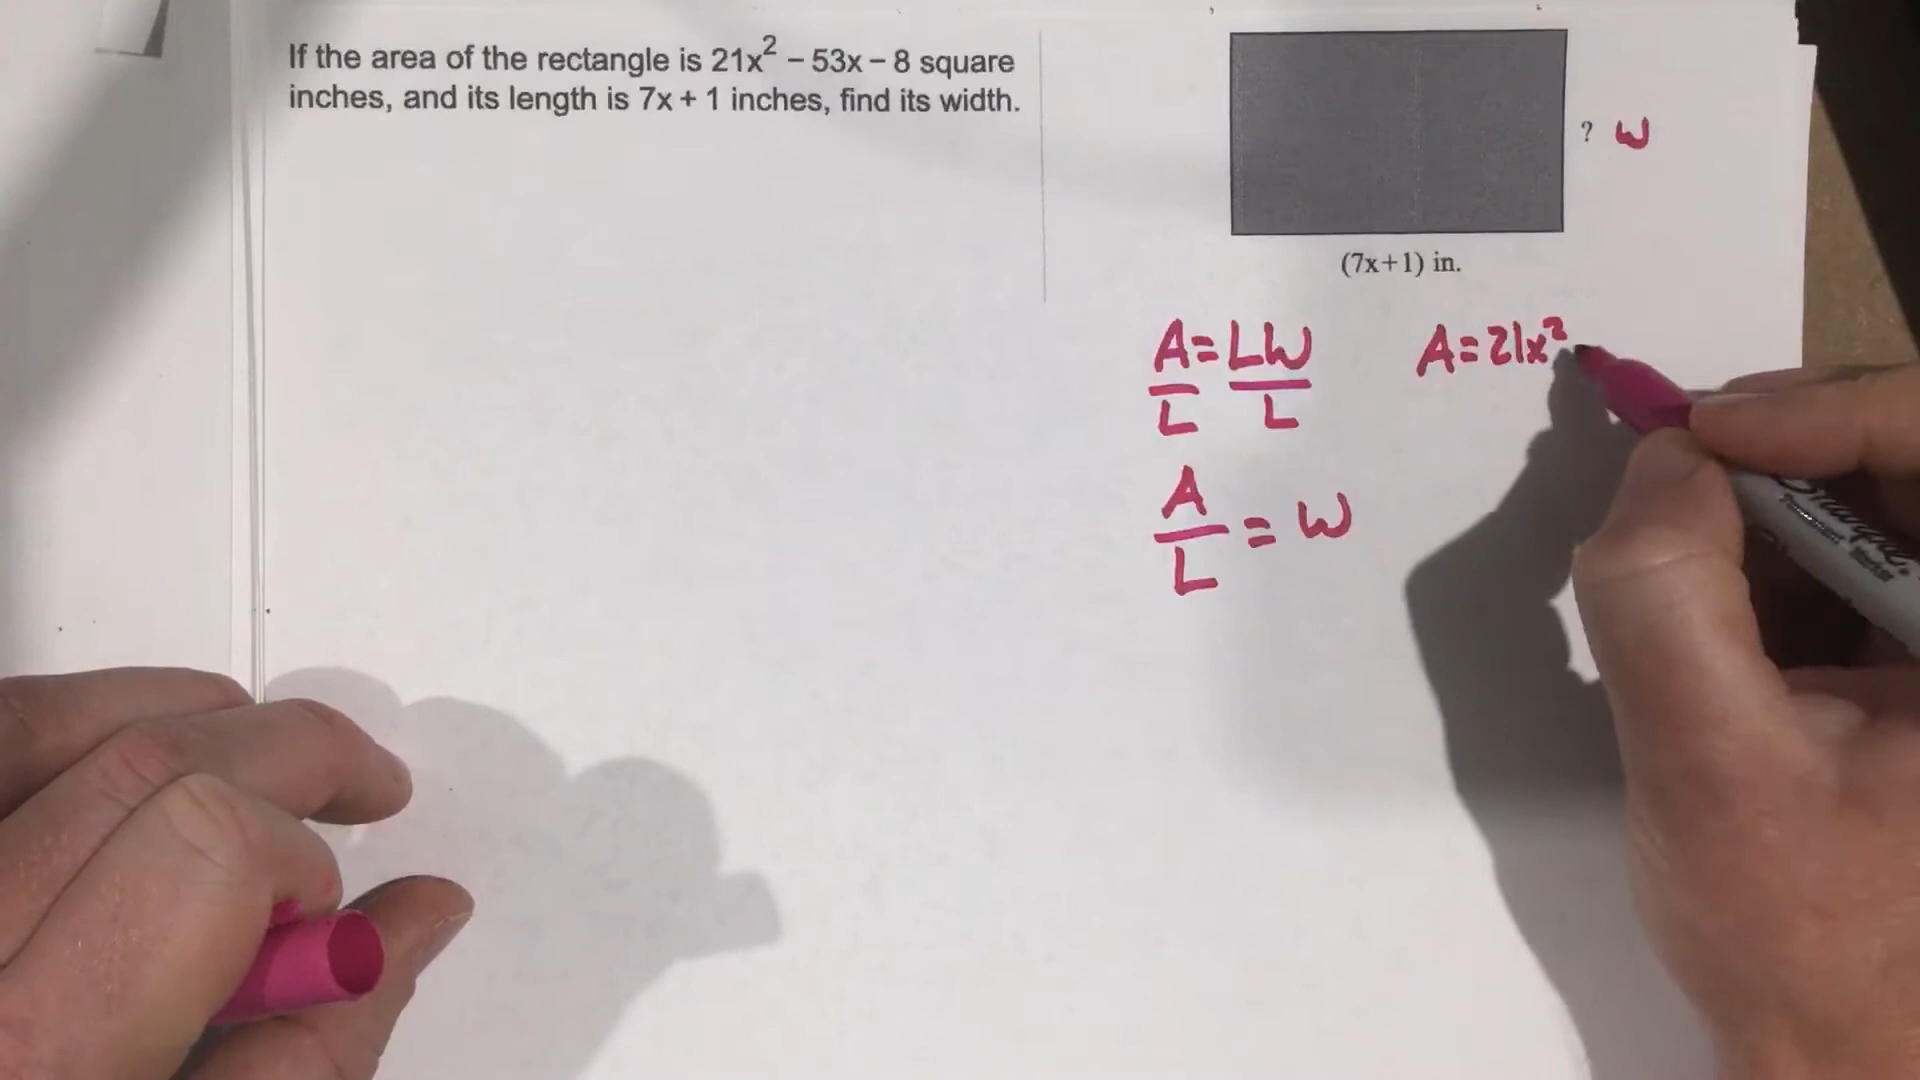 If the area of the rectangle is 21x² − 53x − 8 square
inches, and its length is 7x + 1 inches, find its width.
? W
(7x+1) in.
A = LW
L L
A = 21x²
A
L
= W
Sharpie